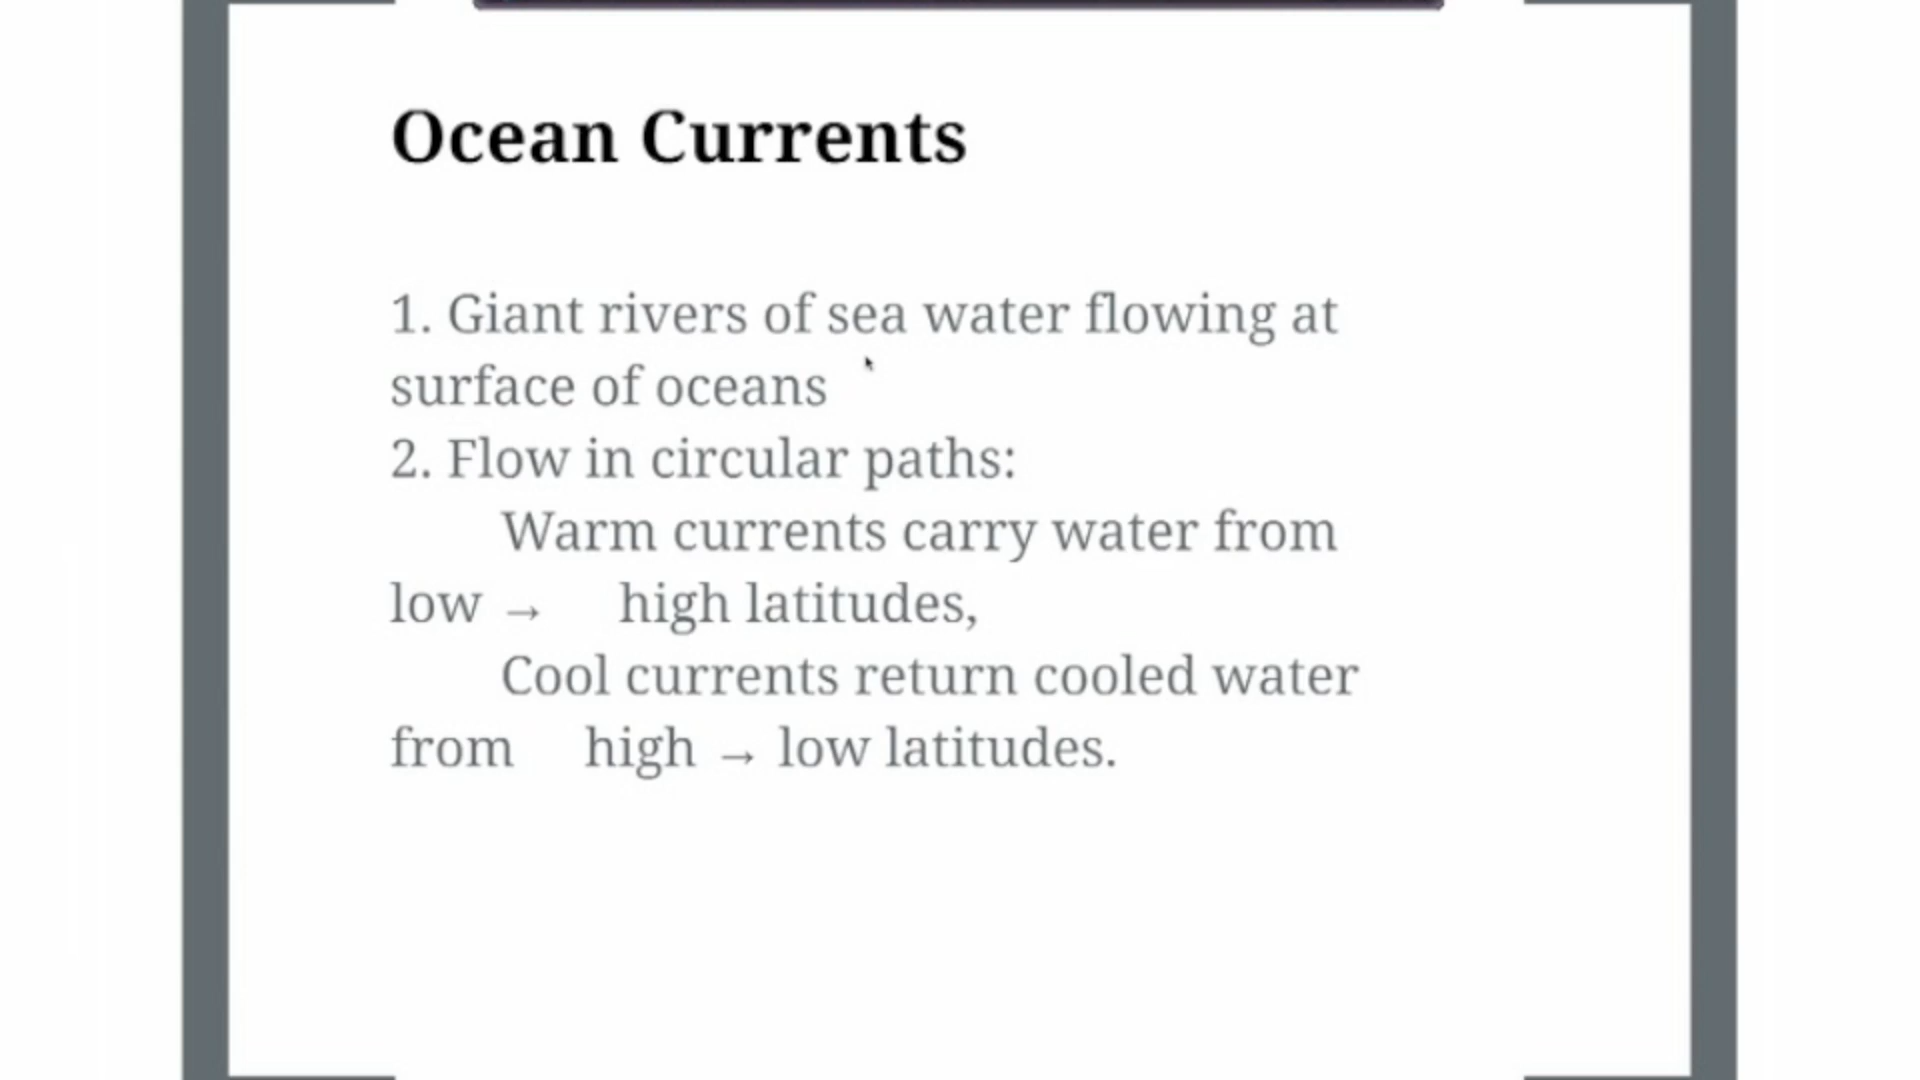 Ocean Currents
1. Giant rivers of sea water flowing at
surface of oceans
2. Flow in circular paths:
Warm currents carry water from
low → high latitudes,
Cool currents return cooled water
from high → low latitudes.